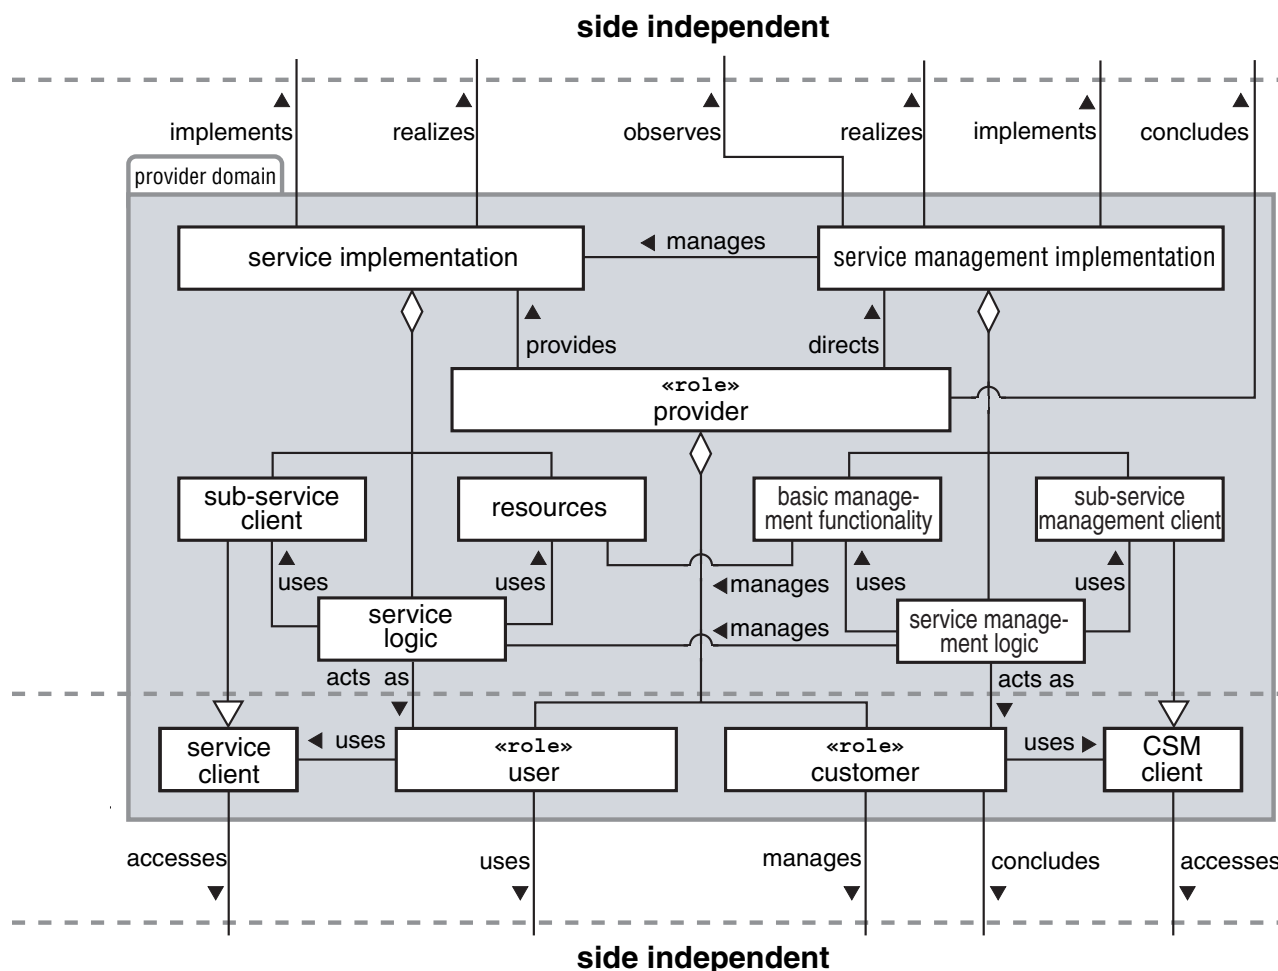 side independent
implements
realizes
observes
realizes
implements
concludes
provider domain
service implementation
manages
service management implementation
provides
directs
«role»
provider
sub-service
client
resources
basic manage-
ment functionality
sub-service
management client
uses
uses
manages
uses
uses
service
logic
manages
service manage-
ment logic
acts as
acts as
service
client
uses
«role»
user
«role»
customer
uses
CSM
client
accesses
uses
manages
concludes
accesses
side independent